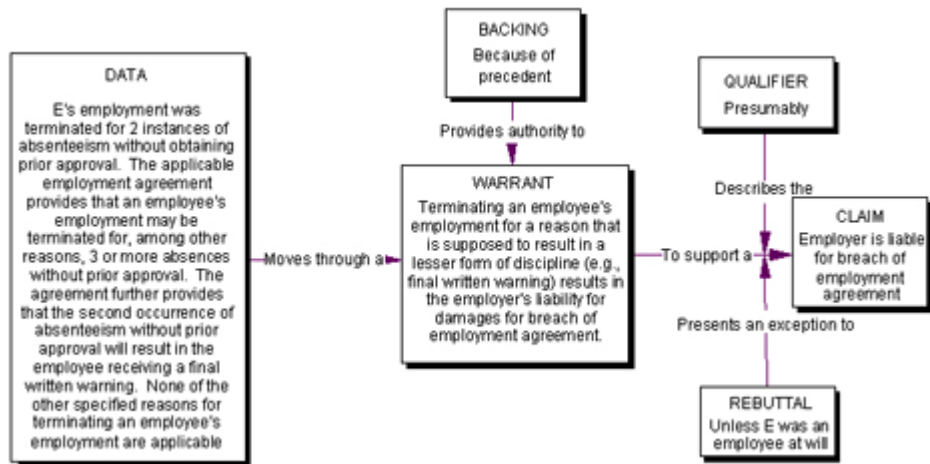 DATA
E's employment was
terminated for 2 instances of
absenteeism without obtaining
prior approval. The applicable
employment agreement
provides that an employee's
employment may be
terminated for, among other
reasons, 3 or more absences
without prior approval. The
agreement further provides
that the second occurrence of
absenteeism without prior
approval will result in the
employee receiving a final
written warning. None of the
other specified reasons for
terminating an employee's
employment are applicable
Moves through a
BACKING
Because of
precedent
Provides authority to
WARRANT
Terminating an employee's
employment for a reason that
is supposed to result in a
lesser form of discipline (e.g.,
final written warning) results
in the employer's liability for
damages for breach of
employment agreement.
To support a
QUALIFIER
Presumably
Describes the
CLAIM
Employer is liable
for breach of
employment
agreement
Presents an exception to
REBUTTAL
Unless E was an
employee at will